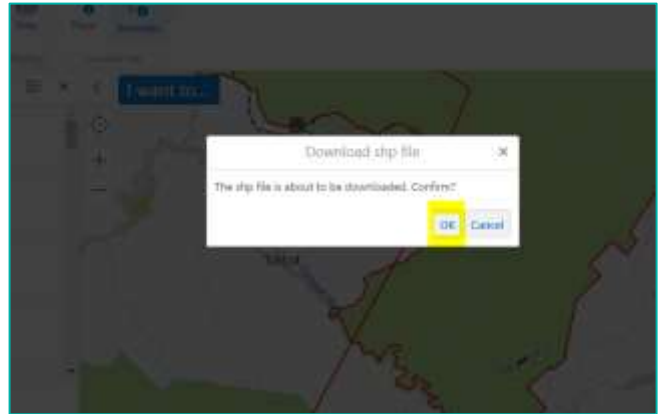 I want to...
Download shp file
The shp file is about to be downloaded. Confirm?
OK Cancel